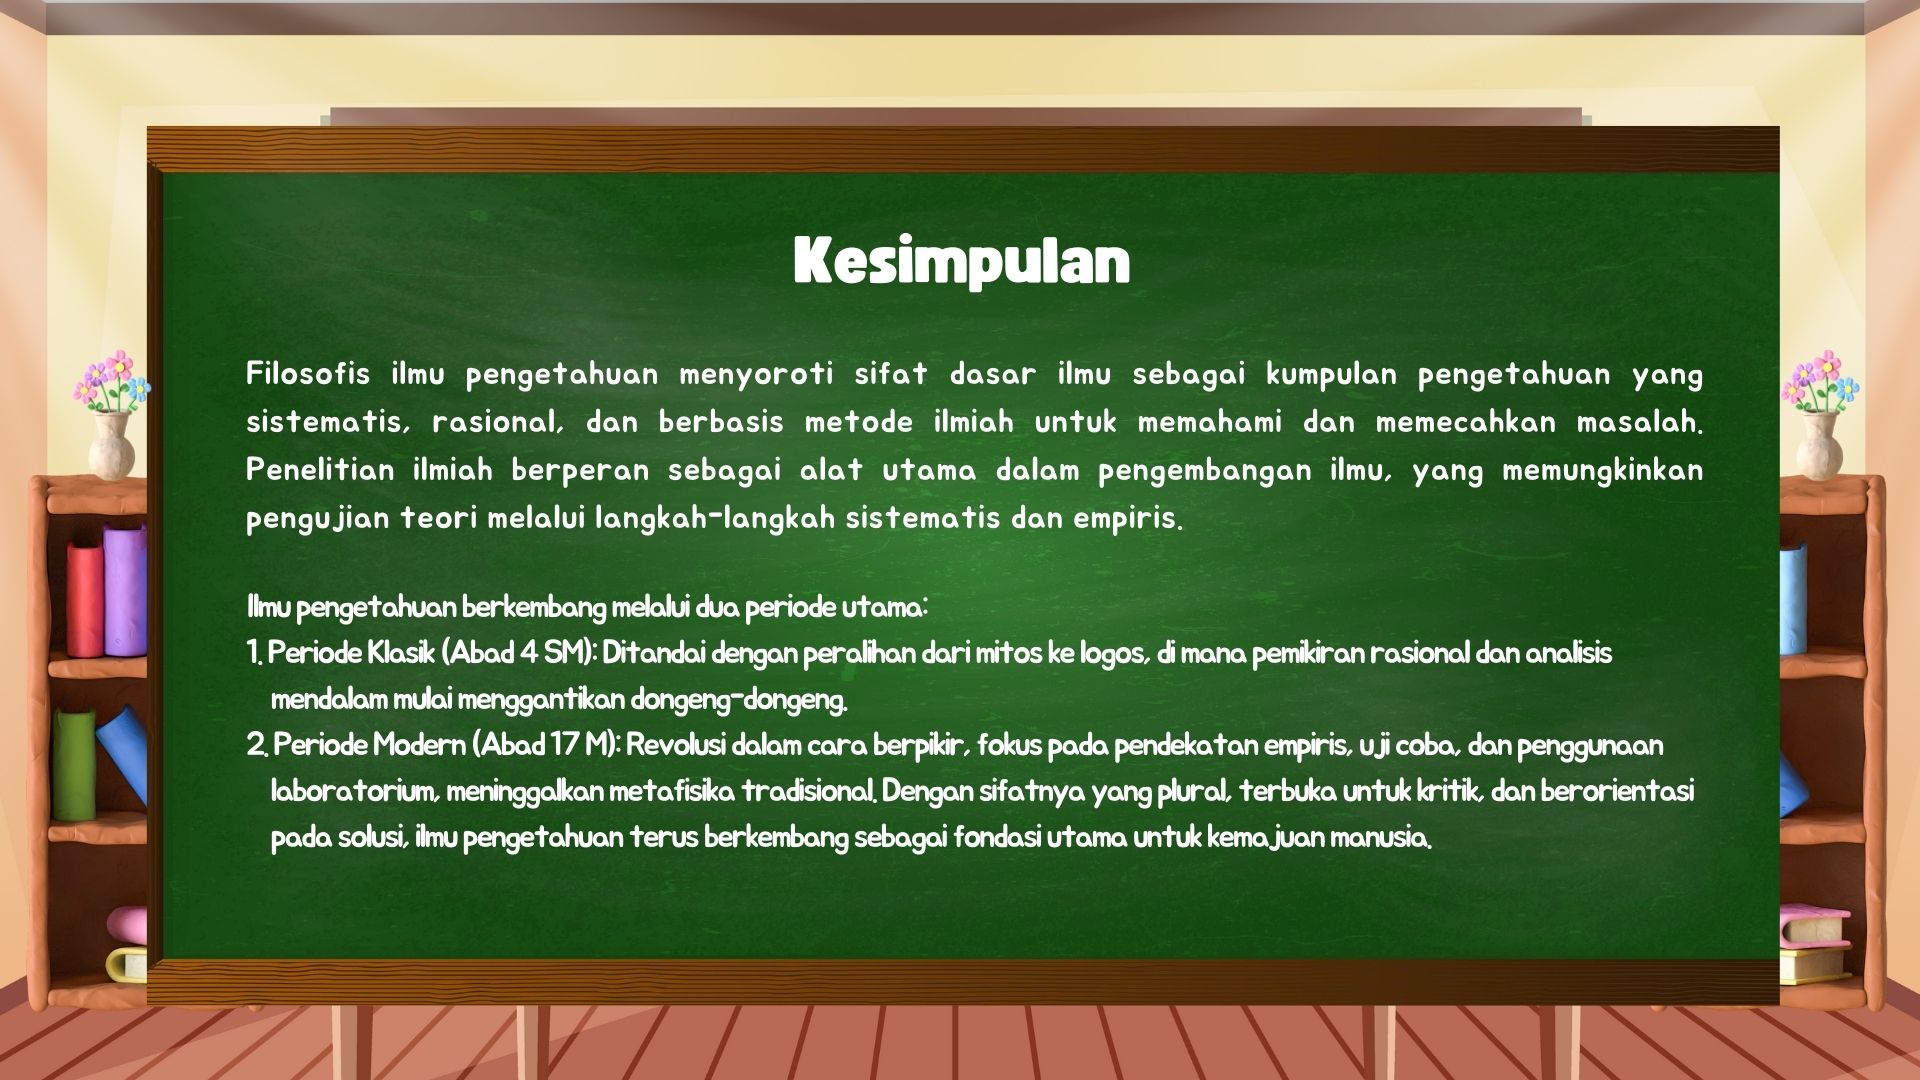 Kesimpulan
Filosofis ilmu pengetahuan menyoroti sifat dasar ilmu sebagai kumpulan pengetahuan yang
sistematis, rasional, dan berbasis metode ilmiah untuk memahami dan memecahkan masalah.
Penelitian ilmiah berperan sebagai alat utama dalam pengembangan ilmu, yang memungkinkan
pengujian teori melalui langkah-langkah sistematis dan empiris.
Ilmu pengetahuan berkembang melalui dua periode utama:
1. Periode Klasik (Abad 4 SM): Ditandai dengan peralihan dari mitos ke logos, di mana pemikiran rasional dan analisis
mendalam mulai menggantikan dongeng-dongeng.
2. Periode Modern (Abad 17 M): Revolusi dalam cara berpikir, fokus pada pendekatan empiris, uji coba, dan penggunaan
laboratorium, meninggalkan metafisika tradisional. Dengan sifatnya yang plural, terbuka untuk kritik, dan berorientasi
pada solusi, ilmu pengetahuan terus berkembang sebagai fondasi utama untuk kemajuan manusia.